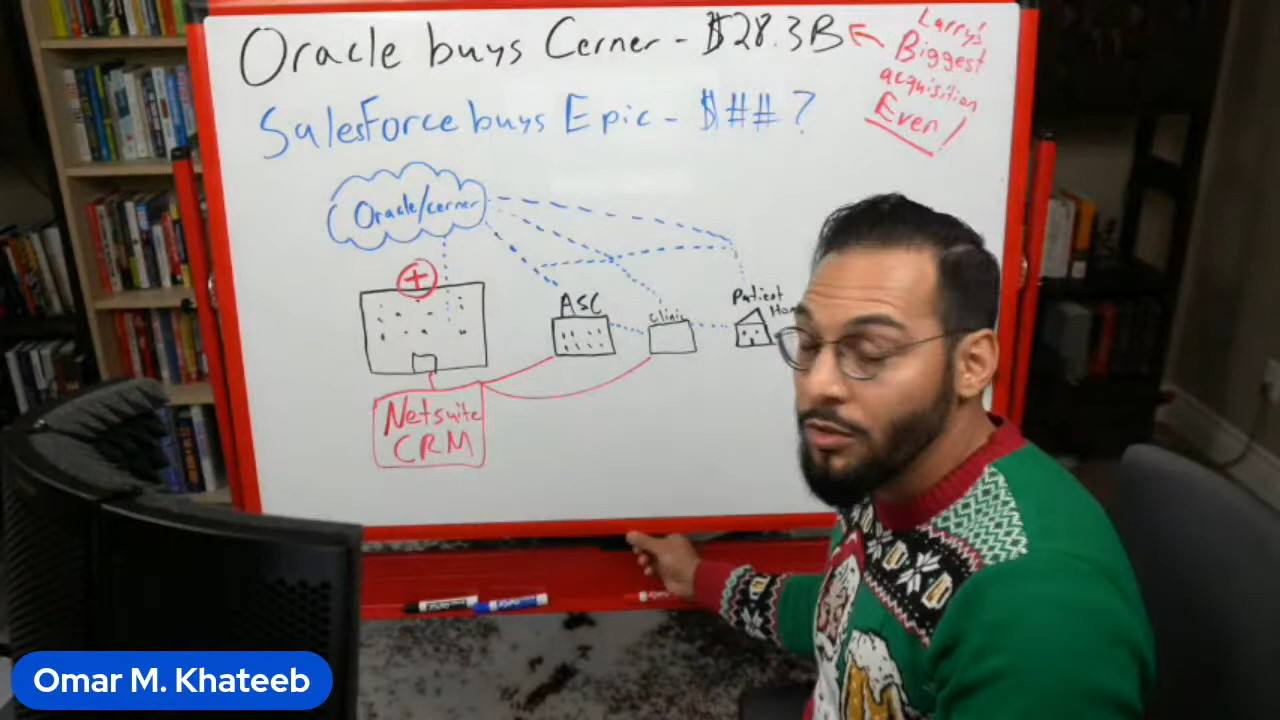 Oracle buys Cerner - $28.3B
Larry's
Biggest
acquisition
Ever!
SalesForce buys Epic - $##?
Oracle/cerner
ASC
clinic
Patient
Netsuite
CRM
Omar M. Khateeb